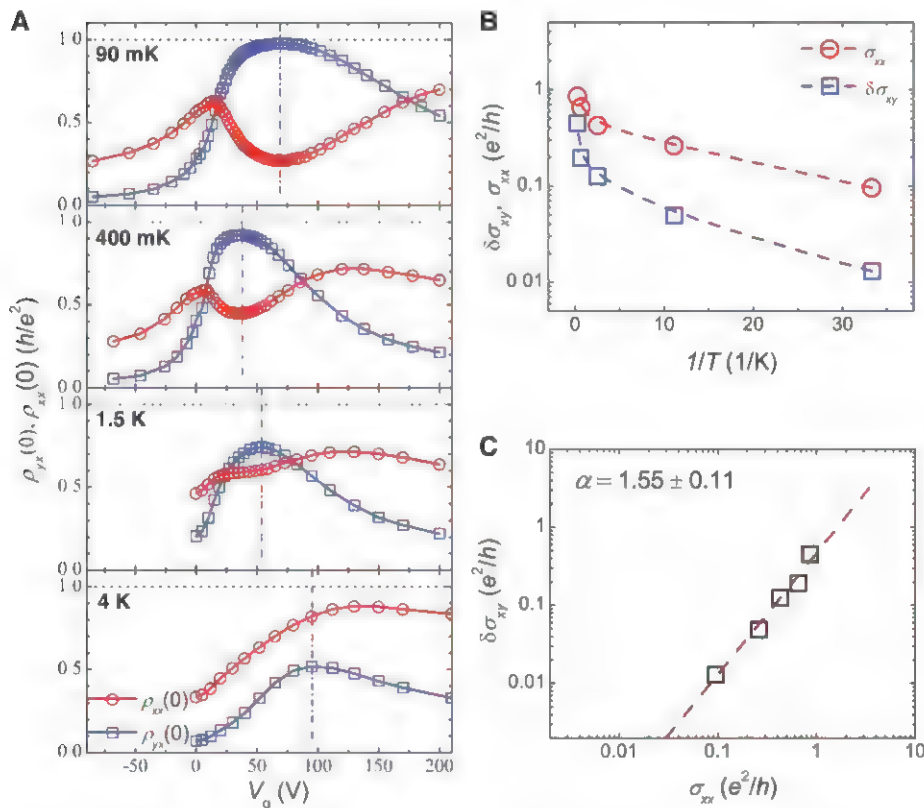 A
ρyx(0), ρxx(0) (h/e²)
90 mK
1 0
0 5
0 0
400 mK
1 0
0 5
0 0
1.5 K
1 0
0 5
0 0
4 K
1 0
0 5
ρxx(0)
ρyx(0)
0 0
-50 0 50 100 150 200
Vg (V)
B
δσxy, σxx (e²/h)
σxx
δσxy
1
0.1
0.01
0 10 20 30
1/T (1/K)
C
δσxy (e²/h)
α = 1.55 ± 0.11
10
1
0.1
0.01
0.01 0.1 1 10
σxx (e²/h)